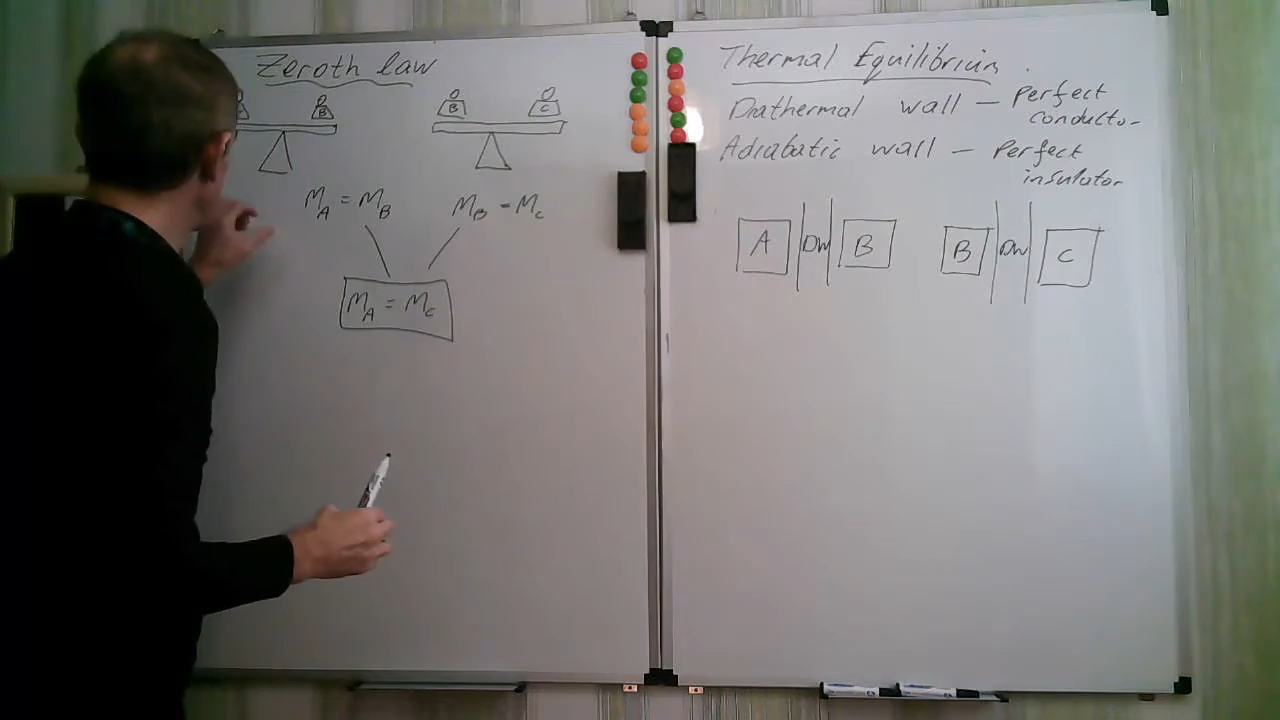 Zeroth law
B
B
C
M_A = M_B
M_B = M_C
M_A = M_C
Thermal Equilibrium
Diathermal wall – Perfect
conductor
Adiabatic wall – Perfect
insulator
A DW B
B DW C